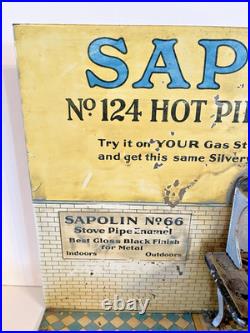 SAP
No 124 HOT PI
Try it on YOUR Gas St
and get this same Silver
SAPOLIN No 66
Stove Pipe Enamel
Best Gloss Black Finish
for Metal
Indoors Outdoors